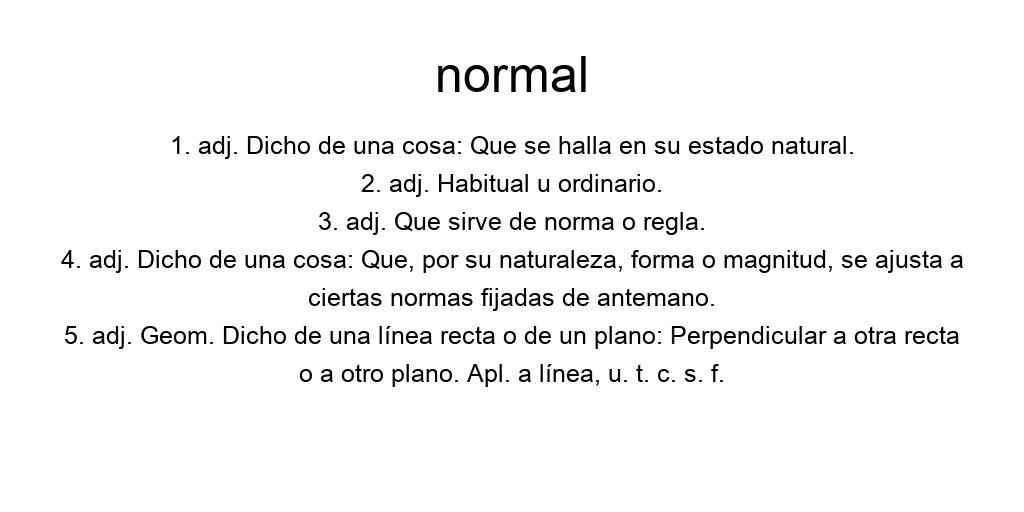 normal
1. adj. Dicho de una cosa: Que se halla en su estado natural.
2. adj. Habitual u ordinario.
3. adj. Que sirve de norma o regla.
4. adj. Dicho de una cosa: Que, por su naturaleza, forma o magnitud, se ajusta a
ciertas normas fijadas de antemano.
5. adj. Geom. Dicho de una línea recta o de un plano: Perpendicular a otra recta
o a otro plano. Apl. a línea, u. t. c. s. f.